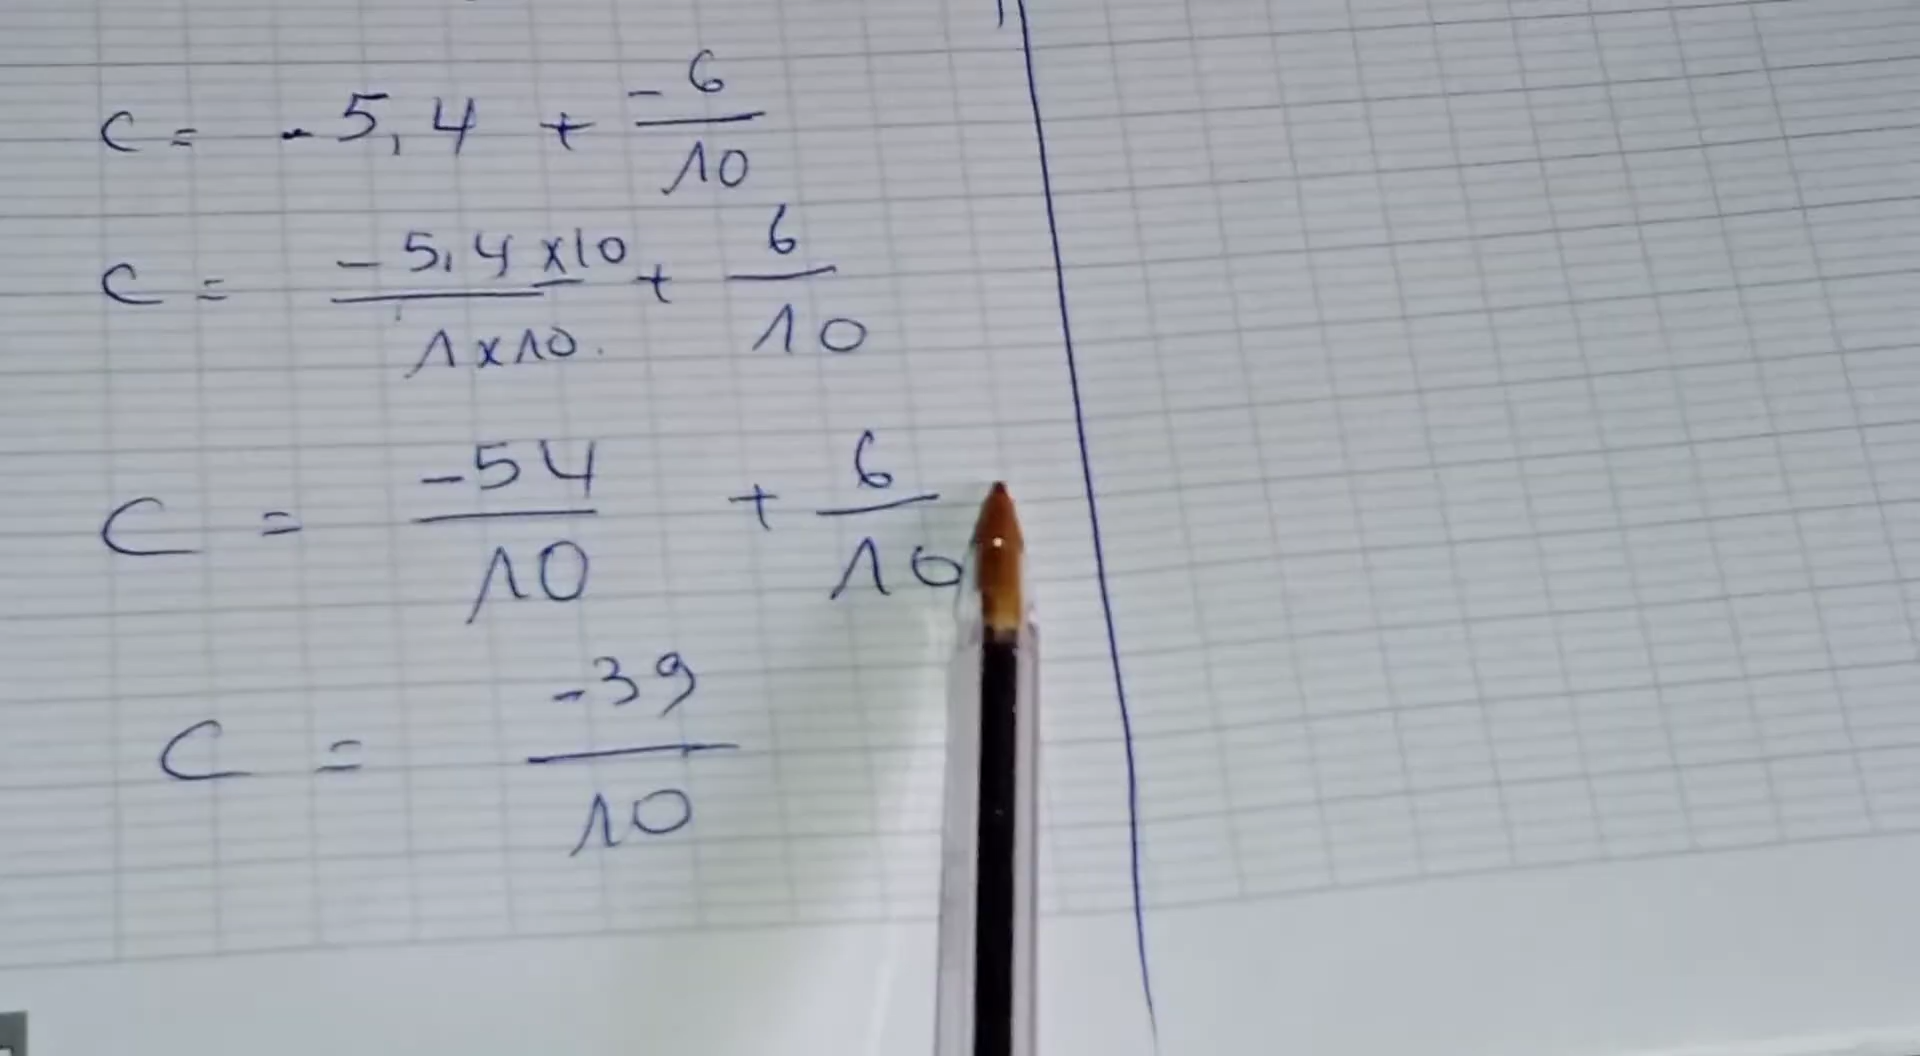 C = - 5,4 + -6/10
C = -5,4 x10/1x10 + 6/10
C = -54/10 + 6/10
C = -39/10